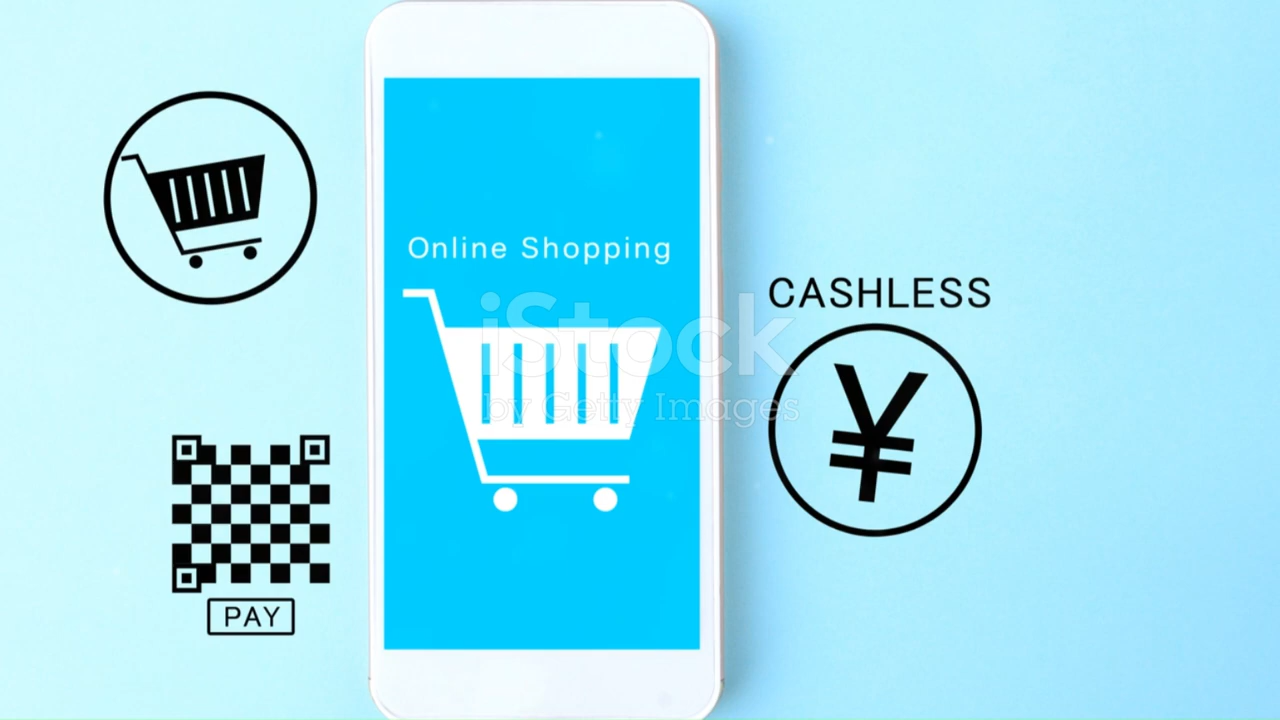 Online Shopping
CASHLESS
iStock
by Getty Images
¥
PAY